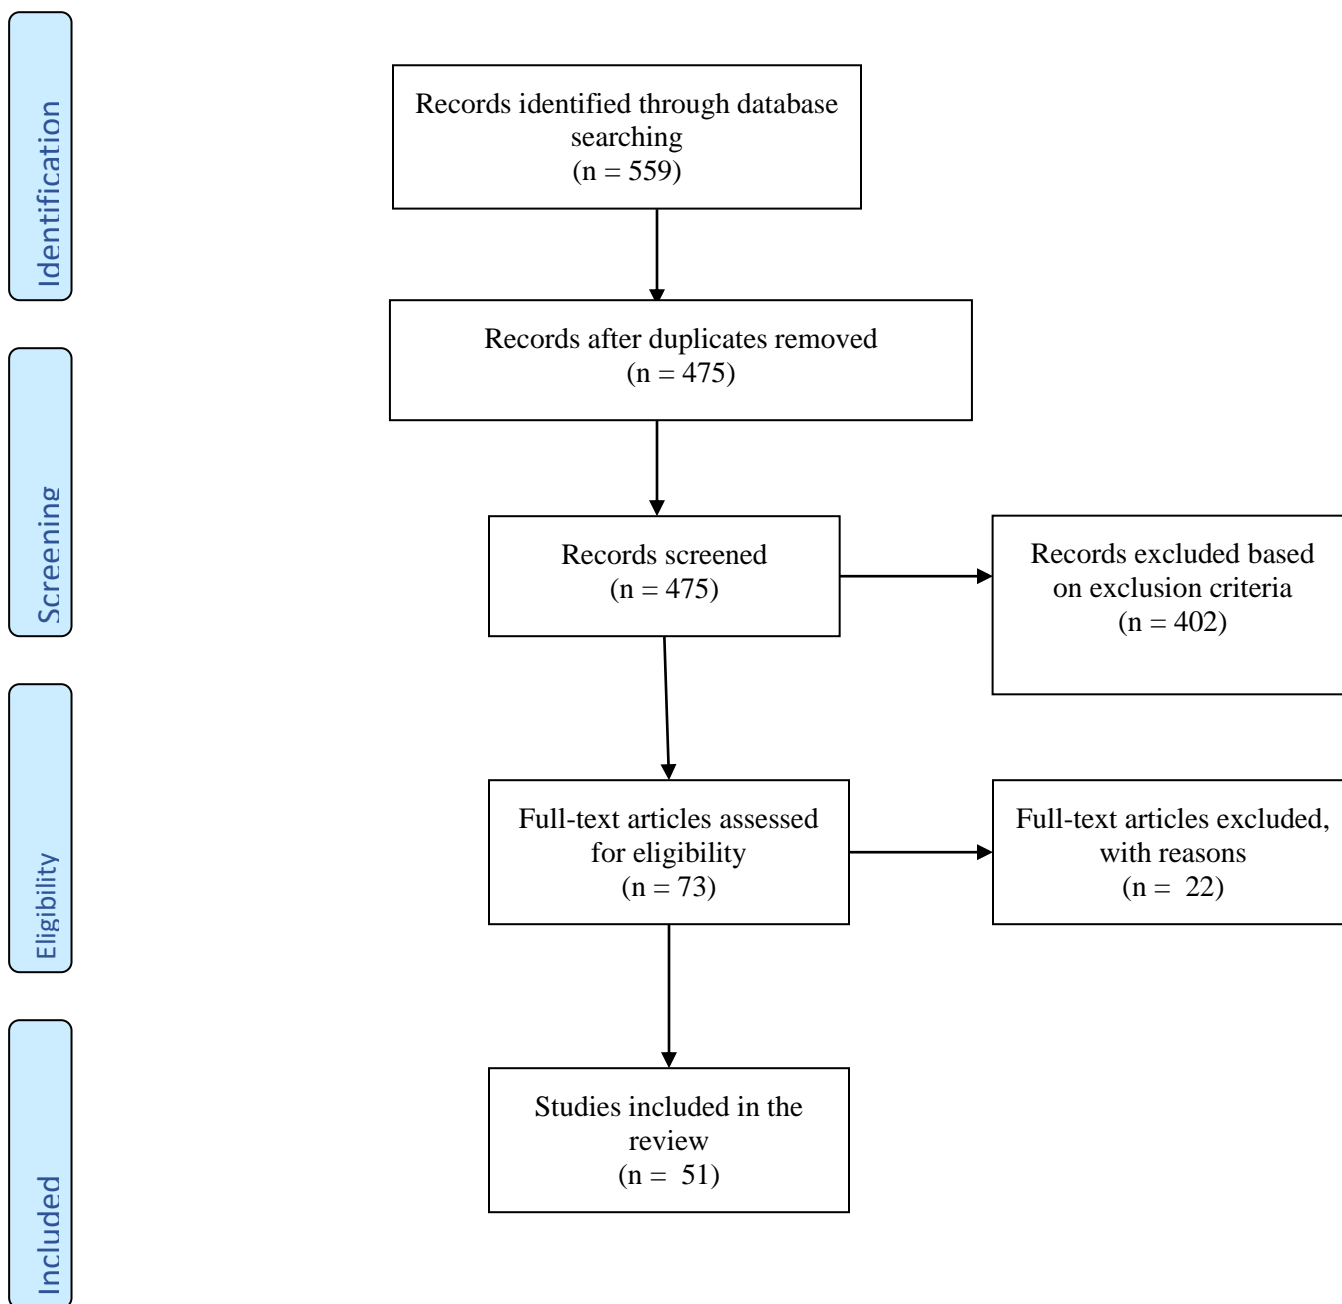 Identification
Records identified through database
searching
(n = 559)
Records after duplicates removed
(n = 475)
Screening
Records screened
(n = 475)
Records excluded based
on exclusion criteria
(n = 402)
Eligibility
Full-text articles assessed
for eligibility
(n = 73)
Full-text articles excluded,
with reasons
(n =  22)
Included
Studies included in the
review
(n =  51)